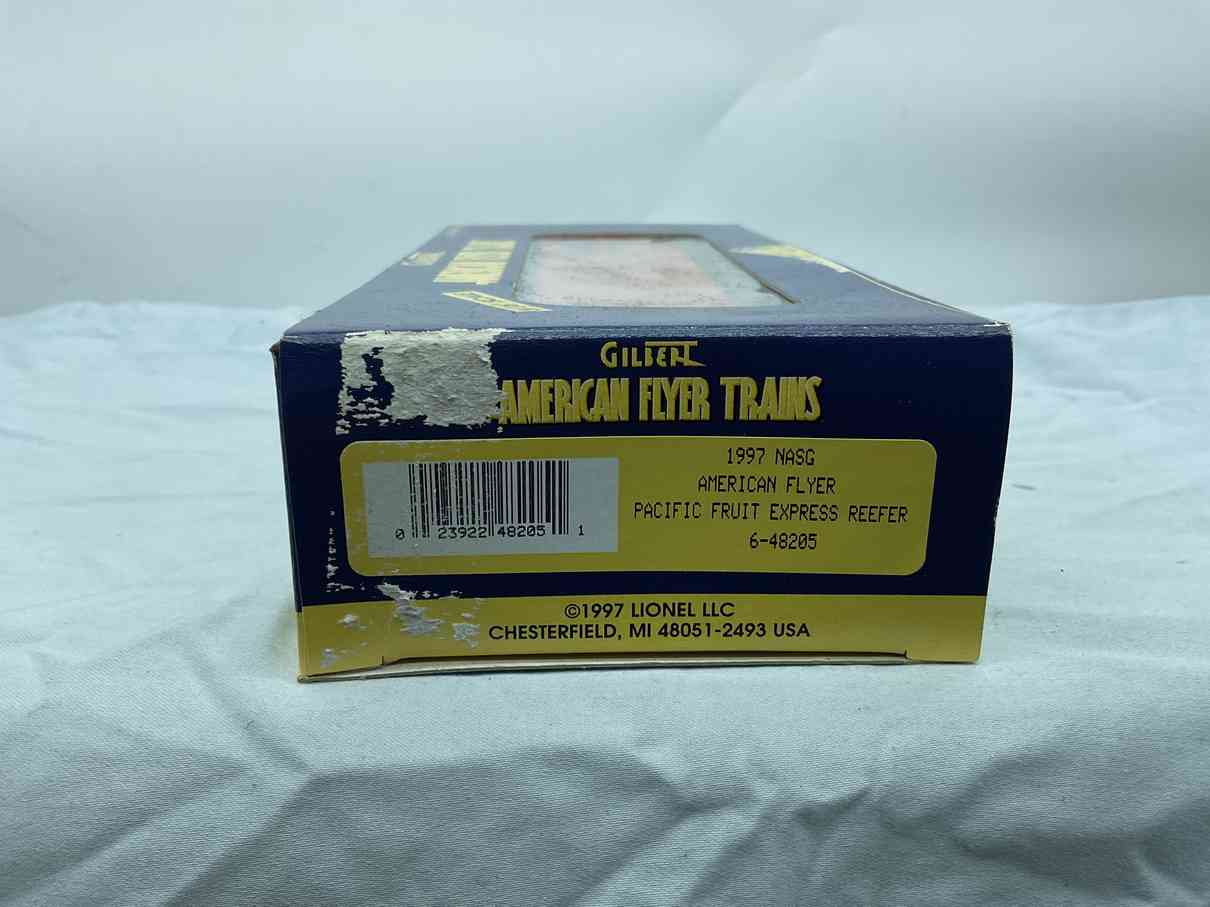 GILBERT
AMERICAN FLYER TRAINS
1997 NASG
AMERICAN FLYER
PACIFIC FRUIT EXPRESS REEFER
6-48205
0 23922 48205 1
©1997 LIONEL LLC
CHESTERFIELD, MI 48051-2493 USA